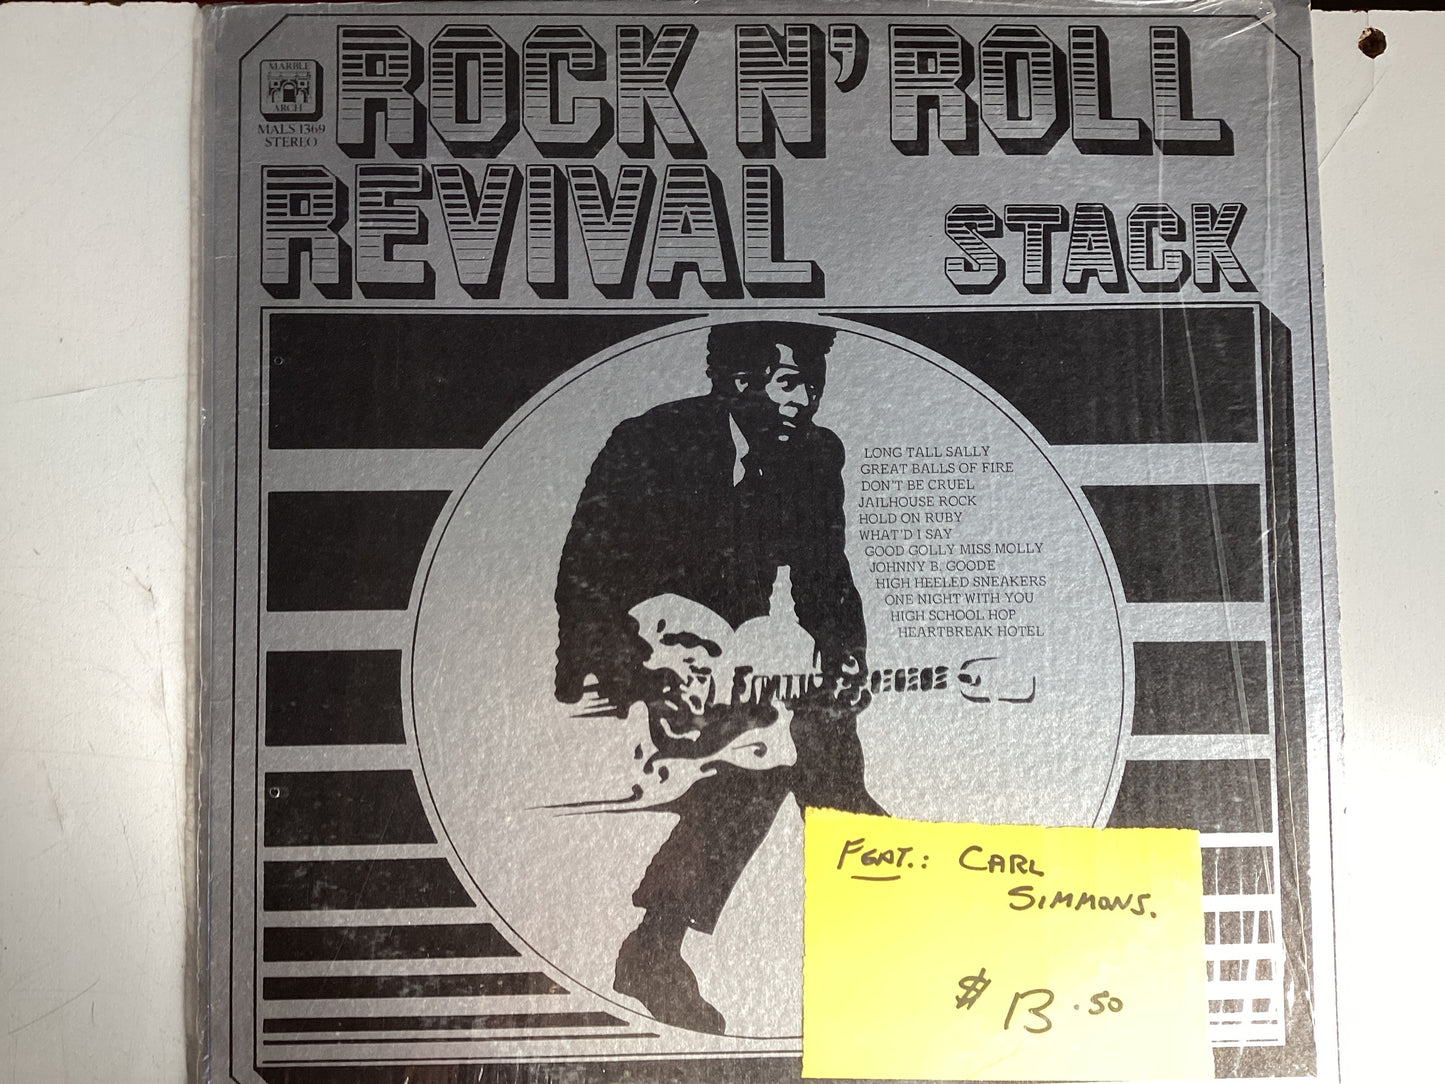 MARBLE
ARCH
MALS 1369
STEREO
ROCK N' ROLL
REVIVAL
STACK
LONG TALL SALLY
GREAT BALLS OF FIRE
DON'T BE CRUEL
JAILHOUSE ROCK
HOLD ON RUBY
WHAT'D I SAY
GOOD GOLLY MISS MOLLY
JOHNNY B. GOODE
HIGH HEELED SNEAKERS
ONE NIGHT WITH YOU
HIGH SCHOOL HOP
HEARTBREAK HOTEL
FEAT.: CARL
SIMMONS.
$ 13.50